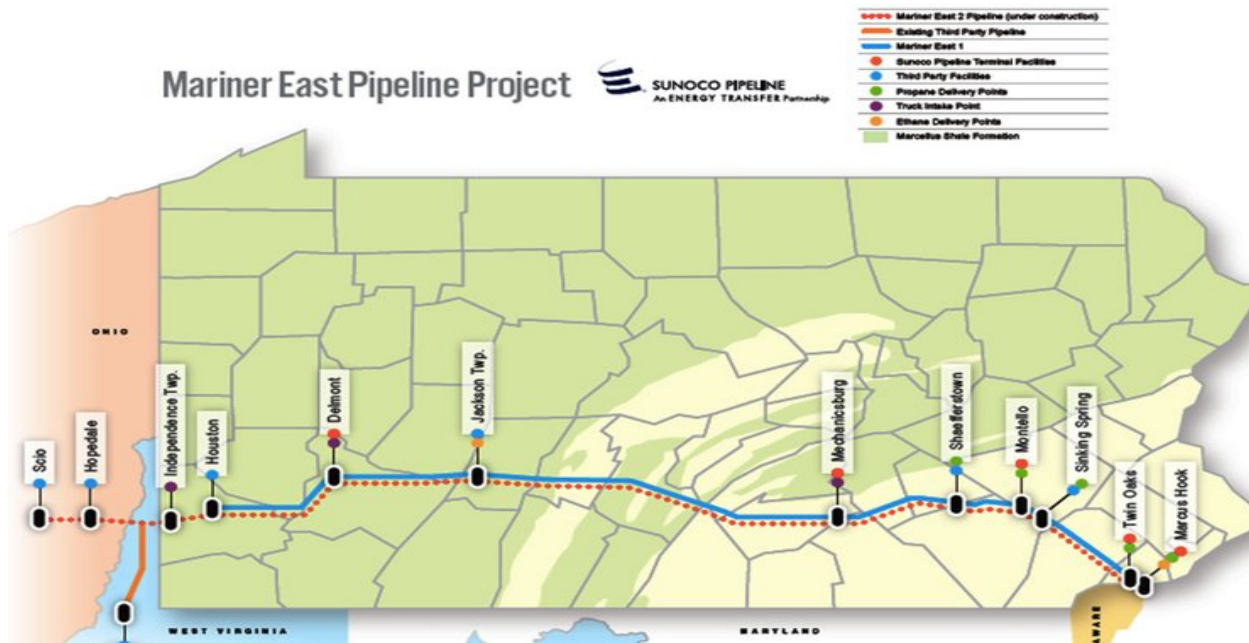 Mariner East 2 Pipeline (under construction)
Existing Third Party Pipeline
Mariner East 1
Sunoco Pipeline Terminal Facilities
Third Party Facilities
Propane Delivery Points
Truck Intake Point
Ethane Delivery Points
Marcellus Shale Formation
Mariner East Pipeline Project
SUNOCO PIPELINE
An ENERGY TRANSFER Partnership
OHIO
Scio
Hopedale
Independence Twp.
Houston
Delmont
Jackson Twp.
Mechanicsburg
Shaefferstown
Montello
Sinking Spring
Twin Oaks
Marcus Hook
WEST VIRGINIA
MARYLAND
AWARE